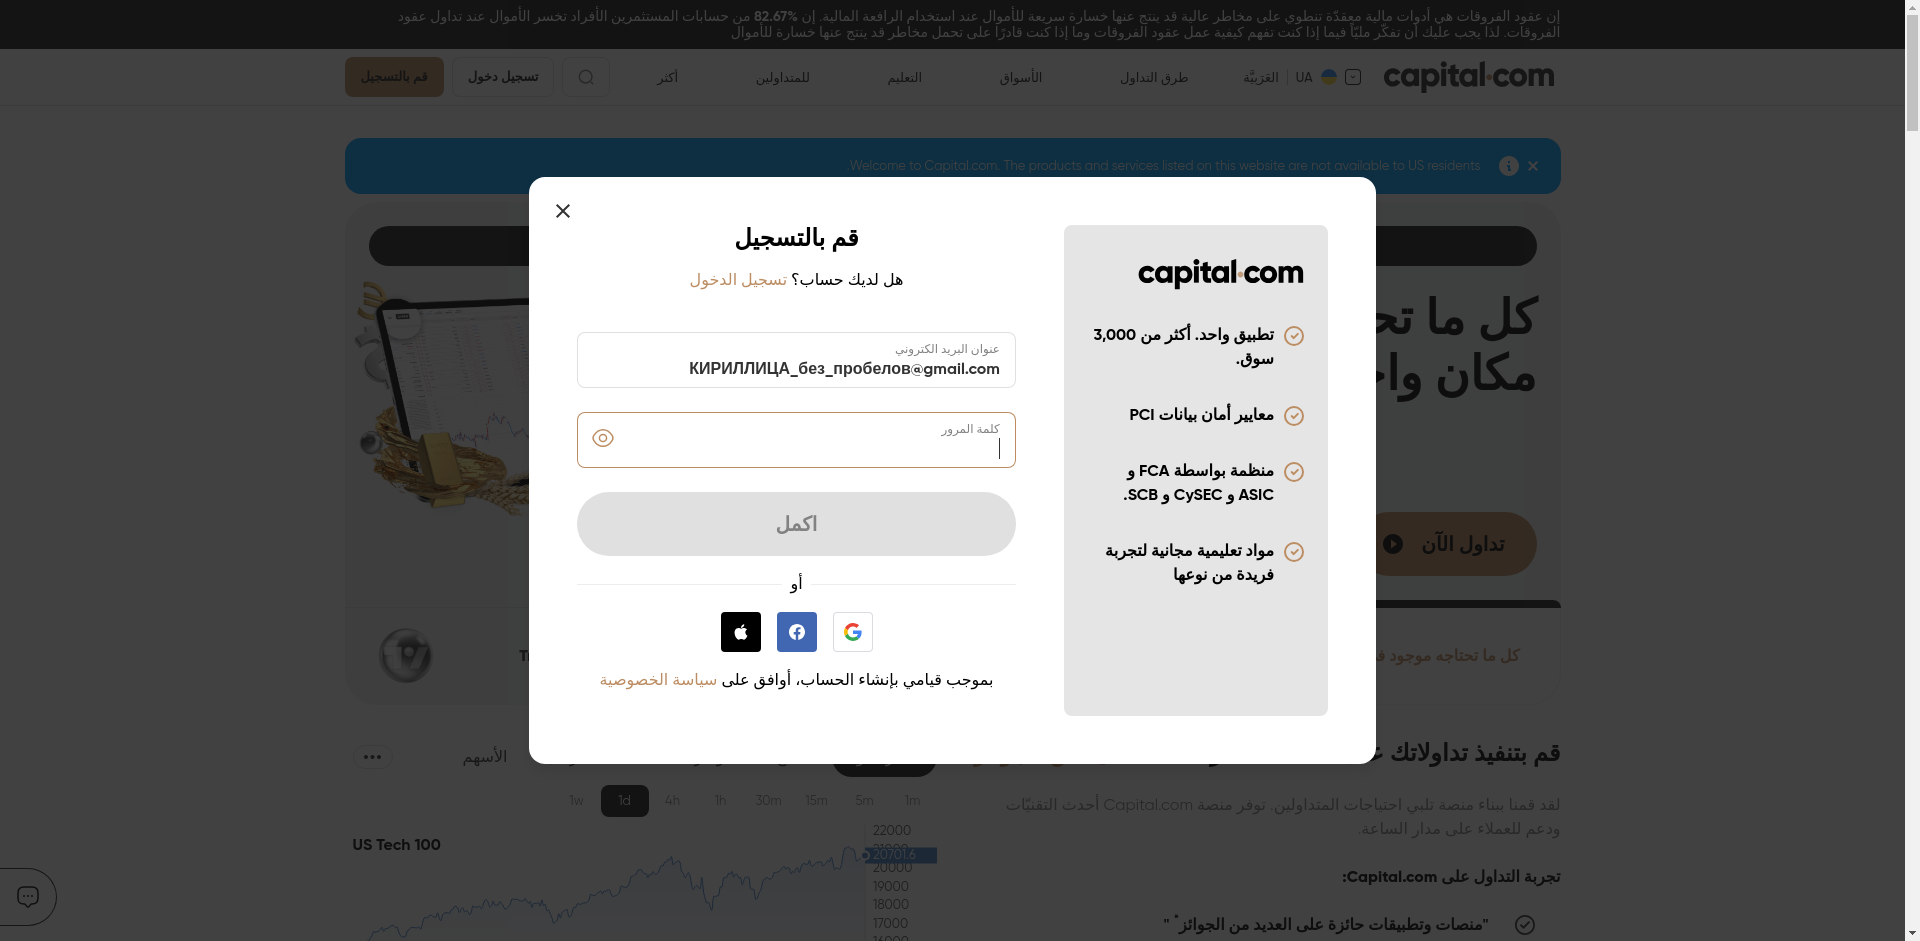 إن عقود الفروقات هي أدوات مالية معقدّة تنطوي على مخاطر عالية قد ينتج عنها خسارة سريعة للأموال عند استخدام الرافعة المالية. إن 82.67% من حسابات المستثمرين الأفراد تخسر الأموال عند تداول عقود
الفروقات. لذا يجب عليك أن تفكّر مليّاً فيما إذا كنت تفهم كيفية عمل عقود الفروقات وما إذا كنت قادرًا على تحمل مخاطر قد ينتج عنها خسارة للأموال
capital.com
UA | العَرَبيَّة
طرق التداول
الأسواق
التعليم
للمتداولين
أكثر
تسجيل دخول
قم بالتسجيل
Welcome to Capital.com. The products and services listed on this website are not available to US residents.
كل ما
مكان
تداول الآن
كل ما تحتاجه موجود
capital.com
تطبيق واحد. أكثر من 3,000
سوق.
معايير أمان بيانات PCI
منظمة بواسطة FCA و
ASIC و CySEC و SCB.
مواد تعليمية مجانية لتجربة
فريدة من نوعها
قم بالتسجيل
هل لديك حساب؟ تسجيل الدخول
عنوان البريد الكتروني
КИРИЛЛИЦА_без_пробелов@gmail.com
كلمة المرور
اكمل
أو
بموجب قيامي بإنشاء الحساب، أوافق على سياسة الخصوصية
قم بتنفيذ تداولاتك
لقد قمنا ببناء منصة تلبي احتياجات المتداولين. توفر منصة Capital.com أحدث التقنيّات
ودعم للعملاء على مدار الساعة.
تجربة التداول على Capital.com:
"منصات وتطبيقات حائزة على العديد من الجوائز* "
الأسهم
1w 1d 4h 1h 30m 15m 5m 1m
US Tech 100
22000
20701.6
20000
19000
18000
17000